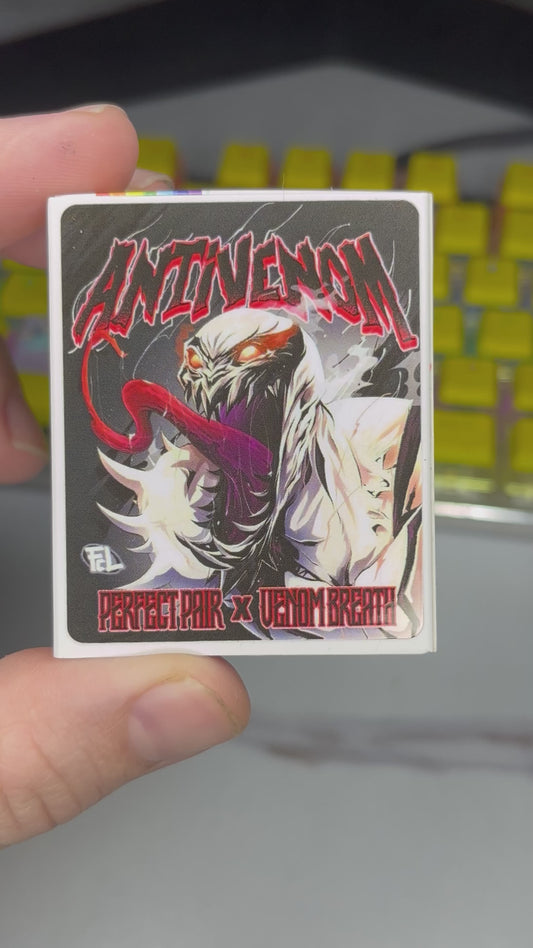 ANTIVENOM
FCL
PERFECT PAIR X VENOM BREATH